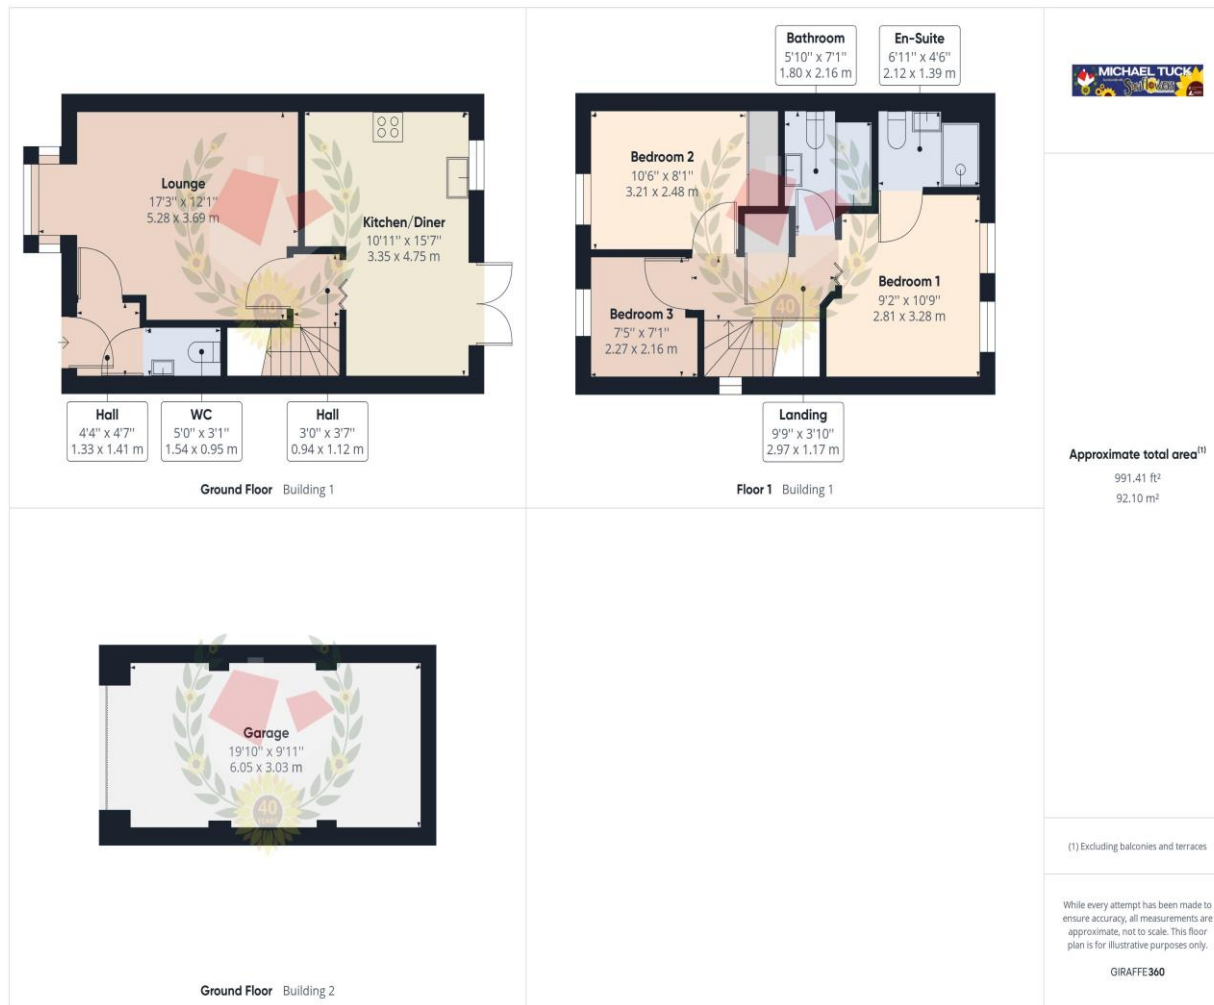 Bathroom
5'10" x 7'1"
1.80 x 2.16 m
En-Suite
6'11" x 4'6"
2.12 x 1.39 m
MICHAEL TUCK
Lounge
17'3" x 12'1"
5.28 x 3.69 m
Kitchen/Diner
10'11" x 15'7"
3.35 x 4.75 m
40
Hall
4'4" x 4'7"
1.33 x 1.41 m
WC
5'0" x 3'1"
1.54 x 0.95 m
Hall
3'0" x 3'7"
0.94 x 1.12 m
Ground Floor Building 1
Bedroom 2
10'6" x 8'1"
3.21 x 2.48 m
Bedroom 1
9'2" x 10'9"
2.81 x 3.28 m
Bedroom 3
7'5" x 7'1"
2.27 x 2.16 m
40
Landing
9'9" x 3'10"
2.97 x 1.17 m
Floor 1 Building 1
Approximate total area(1)
991.41 ft²
92.10 m²
Garage
19'10" x 9'11"
6.05 x 3.03 m
40
Ground Floor Building 2
(1) Excluding balconies and terraces
While every attempt has been made to
ensure accuracy, all measurements are
approximate, not to scale. This floor
plan is for illustrative purposes only.
GIRAFFE360